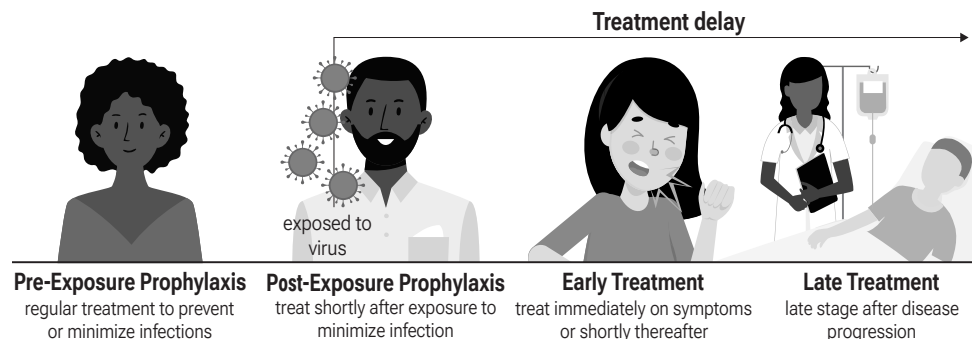 Treatment delay
exposed to
virus
Pre-Exposure Prophylaxis
regular treatment to prevent
or minimize infections
Post-Exposure Prophylaxis
treat shortly after exposure to
minimize infection
Early Treatment
treat immediately on symptoms
or shortly thereafter
Late Treatment
late stage after disease
progression